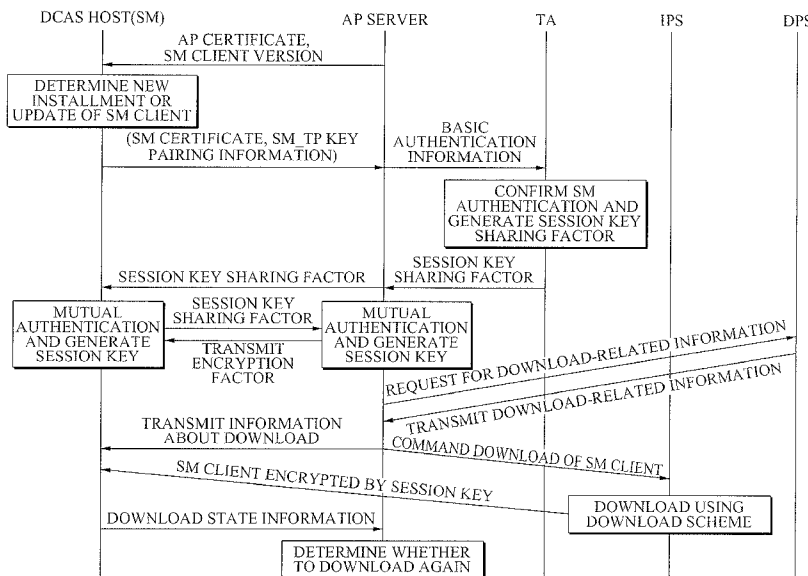 DCAS HOST(SM)
AP SERVER
TA
IPS
DPS
AP CERTIFICATE,
SM CLIENT VERSION
DETERMINE NEW
INSTALLMENT OR
UPDATE OF SM CLIENT
(SM CERTIFICATE, SM_TP KEY
PAIRING INFORMATION)
BASIC
AUTHENTICATION
INFORMATION
CONFIRM SM
AUTHENTICATION AND
GENERATE SESSION KEY
SHARING FACTOR
SESSION KEY
SHARING FACTOR
SESSION KEY SHARING FACTOR
MUTUAL
AUTHENTICATION
AND GENERATE
SESSION KEY
SESSION KEY
SHARING FACTOR
TRANSMIT
ENCRYPTION
FACTOR
MUTUAL
AUTHENTICATION
AND GENERATE
SESSION KEY
REQUEST FOR DOWNLOAD-RELATED INFORMATION
TRANSMIT DOWNLOAD-RELATED INFORMATION
TRANSMIT INFORMATION
ABOUT DOWNLOAD
COMMAND DOWNLOAD OF SM CLIENT
SM CLIENT ENCRYPTED BY SESSION KEY
DOWNLOAD USING
DOWNLOAD SCHEME
DOWNLOAD STATE INFORMATION
DETERMINE WHETHER
TO DOWNLOAD AGAIN